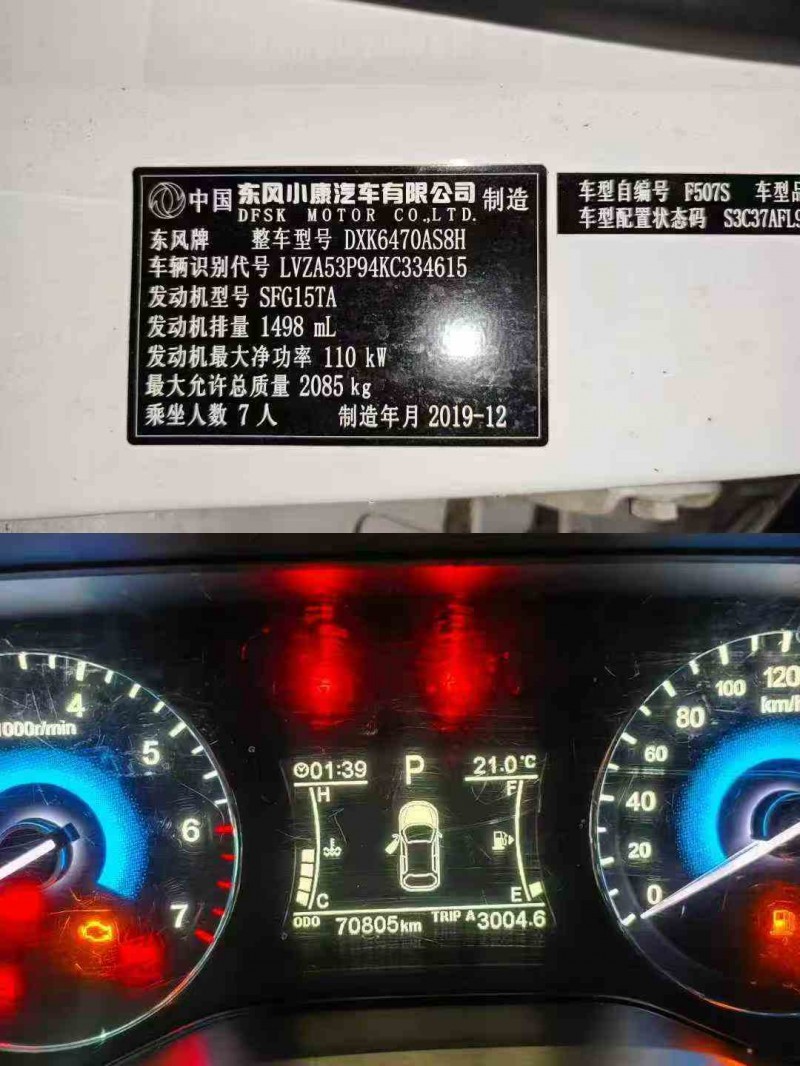 中国 东风小康汽车有限公司 制造
DFSK MOTOR CO.,LTD.
东风牌 整车型号 DXK6470AS8H
车辆识别代号 LVZA53P94KC334615
发动机型号 SFG15TA
发动机排量 1498 mL
发动机最大净功率 110 kW
最大允许总质量 2085 kg
乘坐人数 7 人 制造年月 2019-12
车型自编号 F507S 车型品
车型配置状态码 S3C37AFL9
4
1000r/min
5
6
7
01:39 P 21.0℃
H F
C E
ODO 70805km TRIP A 3004.6
120
100
km/h
80
60
40
20
0